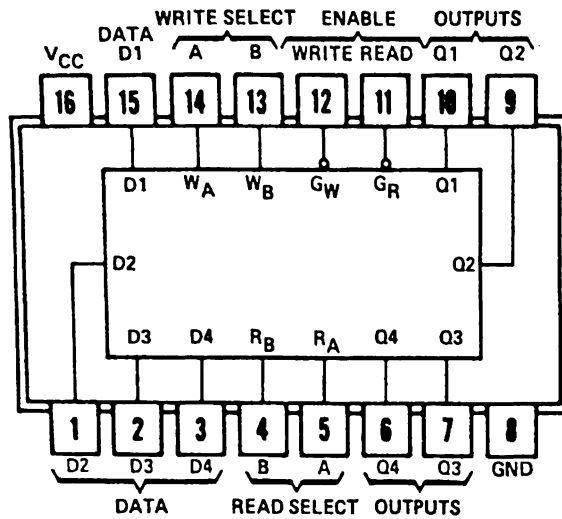 WRITE SELECT ENABLE OUTPUTS
DATA
VCC D1 A B WRITE READ Q1 Q2
16 15 14 13 12 11 10 9
D1 WA WB GW GR Q1
D2 Q2
D3 D4 RB RA Q4 Q3
1 2 3 4 5 6 7 8
D2 D3 D4 B A Q4 Q3 GND
DATA READ SELECT OUTPUTS